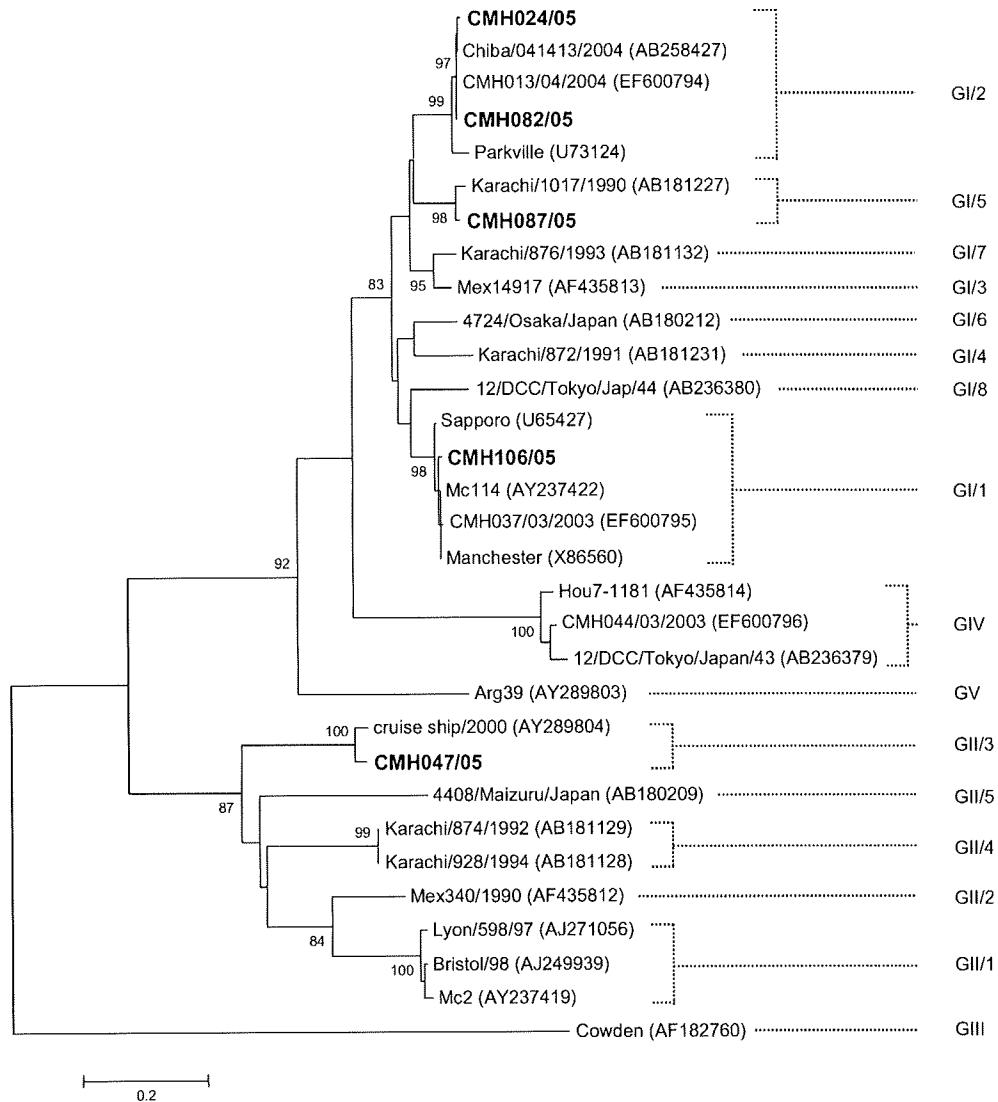 CMH024/05
Chiba/041413/2004 (AB258427)
97
CMH013/04/2004 (EF600794)
GI/2
99
CMH082/05
Parkville (U73124)
Karachi/1017/1990 (AB181227)
GI/5
98
CMH087/05
Karachi/876/1993 (AB181132)
GI/7
83
95
Mex14917 (AF435813)
GI/3
4724/Osaka/Japan (AB180212)
GI/6
Karachi/872/1991 (AB181231)
GI/4
12/DCC/Tokyo/Jap/44 (AB236380)
GI/8
Sapporo (U65427)
98
CMH106/05
Mc114 (AY237422)
GI/1
CMH037/03/2003 (EF600795)
Manchester (X86560)
92
Hou7-1181 (AF435814)
100
CMH044/03/2003 (EF600796)
GIV
12/DCC/Tokyo/Japan/43 (AB236379)
Arg39 (AY289803)
GV
100
cruise ship/2000 (AY289804)
GII/3
CMH047/05
87
4408/Maizuru/Japan (AB180209)
GII/5
99
Karachi/874/1992 (AB181129)
GII/4
Karachi/928/1994 (AB181128)
Mex340/1990 (AF435812)
GII/2
84
Lyon/598/97 (AJ271056)
100
Bristol/98 (AJ249939)
GII/1
Mc2 (AY237419)
Cowden (AF182760)
GIII
0.2